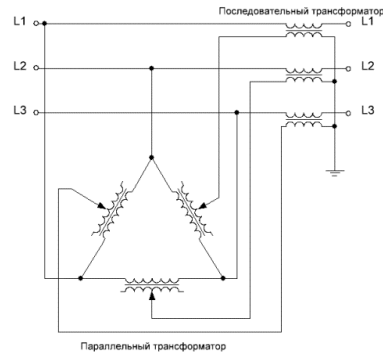 Последовательный трансформатор
L1 L1
L2 L2
L3 L3
Параллельный трансформатор